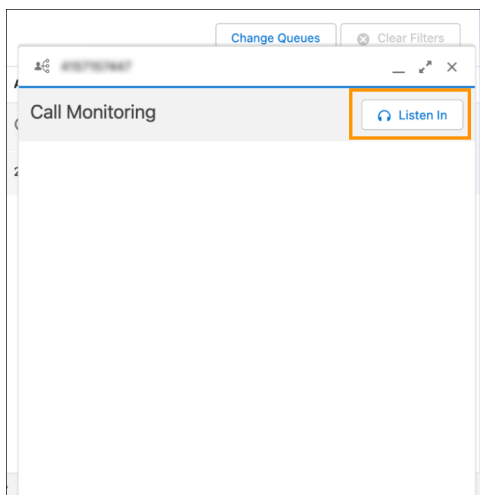 Change Queues
Clear Filters
Call Monitoring
Listen In